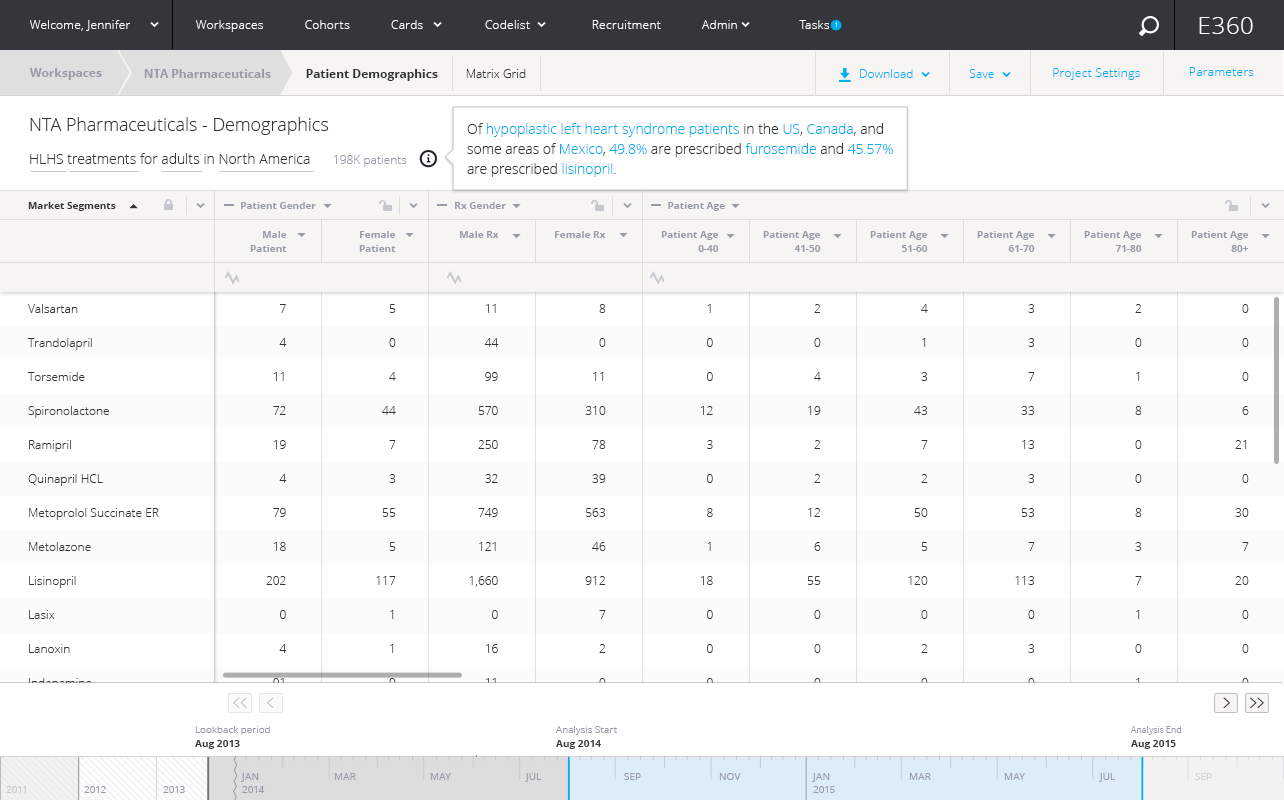 Welcome, Jennifer Workspaces Cohorts Cards Codelist Recruitment Admin Tasks 1 E360
Workspaces NTA Pharmaceuticals Patient Demographics Matrix Grid Download Save Project Settings Parameters
NTA Pharmaceuticals - Demographics
HLHS treatments for adults in North America 198K patients
Of hypoplastic left heart syndrome patients in the US, Canada, and
some areas of Mexico, 49.8% are prescribed furosemide and 45.57%
are prescribed lisinopril.
Market Segments Patient Gender Rx Gender Patient Age
Male Patient Female Patient Male Rx Female Rx Patient Age 0-40 Patient Age 41-50 Patient Age 51-60 Patient Age 61-70 Patient Age 71-80 Patient Age 80+
Valsartan 7 5 11 8 1 2 4 3 2 0
Trandolapril 4 0 44 0 0 0 1 3 0 0
Torsemide 11 4 99 11 0 4 3 7 1 0
Spironolactone 72 44 570 310 12 19 43 33 8 6
Ramipril 19 7 250 78 3 2 7 13 0 21
Quinapril HCL 4 3 32 39 0 2 2 3 0 0
Metoprolol Succinate ER 79 55 749 563 8 12 50 53 8 30
Metolazone 18 5 121 46 1 6 5 7 3 7
Lisinopril 202 117 1,660 912 18 55 120 113 7 20
Lasix 0 1 0 7 0 0 0 0 1 0
Lanoxin 4 1 16 2 0 0 2 3 0 0
Lookback period Analysis Start Analysis End
Aug 2013 Aug 2014 Aug 2015
JAN MAR MAY JUL SEP NOV JAN MAR MAY JUL SEP
2011 2012 2013 2014 2015